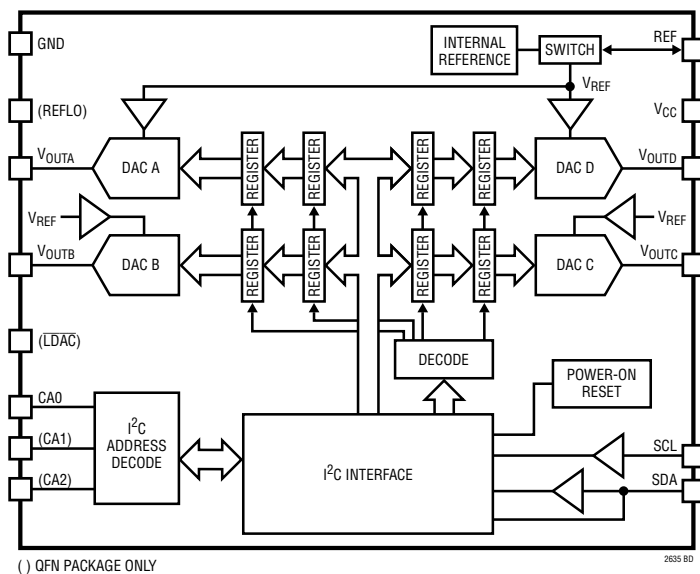 GND
INTERNAL
REFERENCE
SWITCH
REF
(REFLO)
VREF
VCC
VOUTA
DAC A
REGISTER
REGISTER
REGISTER
REGISTER
DAC D
VOUTD
VREF
VREF
VOUTB
DAC B
REGISTER
REGISTER
REGISTER
REGISTER
DAC C
VOUTC
(LDAC)
DECODE
POWER-ON
RESET
CA0
(CA1)
(CA2)
I2C
ADDRESS
DECODE
I2C INTERFACE
SCL
SDA
( ) QFN PACKAGE ONLY
2635 BD